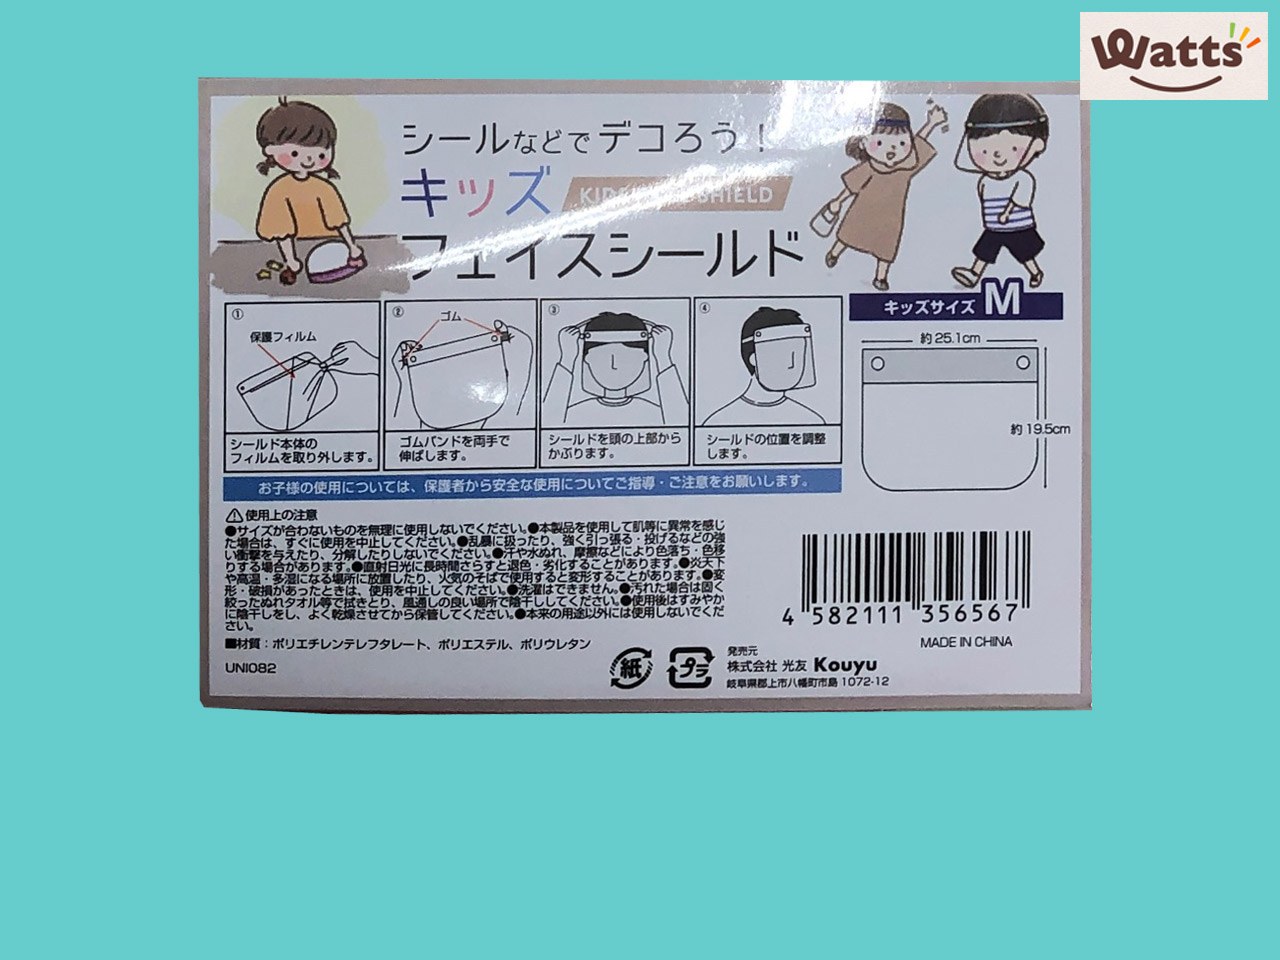 Watts
シールなどでデコろう！
キッズ
SHIELD
フェイスシールド
キッズサイズ M
約25.1cm
約19.5cm
①
保護フィルム
シールド本体の
フィルムを取り外します。
②
ゴム
ゴムバンドを両手で
伸ばします。
③
シールドを頭の上部から
かぶります。
④
シールドの位置を調整
します。
お子様の使用については、保護者から安全な使用についてご指導・ご注意をお願いします。
使用上の注意
●サイズが合わないものを無理に使用しないでください。●本製品を使用して肌等に異常を感じ
た場合は、すぐに使用を中止してください。●乱暴に扱ったり、強く引っ張る・投げるなどの強
い衝撃を与えたり、分解したりしないでください。●汗や水ぬれ、摩擦などにより色落ち・色移
りする場合があります。●直射日光に長時間さらすと退色・劣化することがあります。●炎天下
や高温・多湿になる場所に放置したり、火気のそばで使用すると変形することがあります。●変
形・破損があったときは、使用を中止してください。●洗濯はできません。●汚れた場合は固く
絞ったぬれタオル等で拭きとり、風通しの良い場所で陰干ししてください。●使用後はすみやか
に陰干しをし、よく乾燥させてから保管してください。●本来の用途以外には使用しないでくだ
さい。
■材質：ポリエチレンテレフタレート、ポリエステル、ポリウレタン
UNI082
紙
プラ
発売元
株式会社 光友 Kouyu
岐阜県郡上市八幡町市島 1072-12
4 582111 356567
MADE IN CHINA